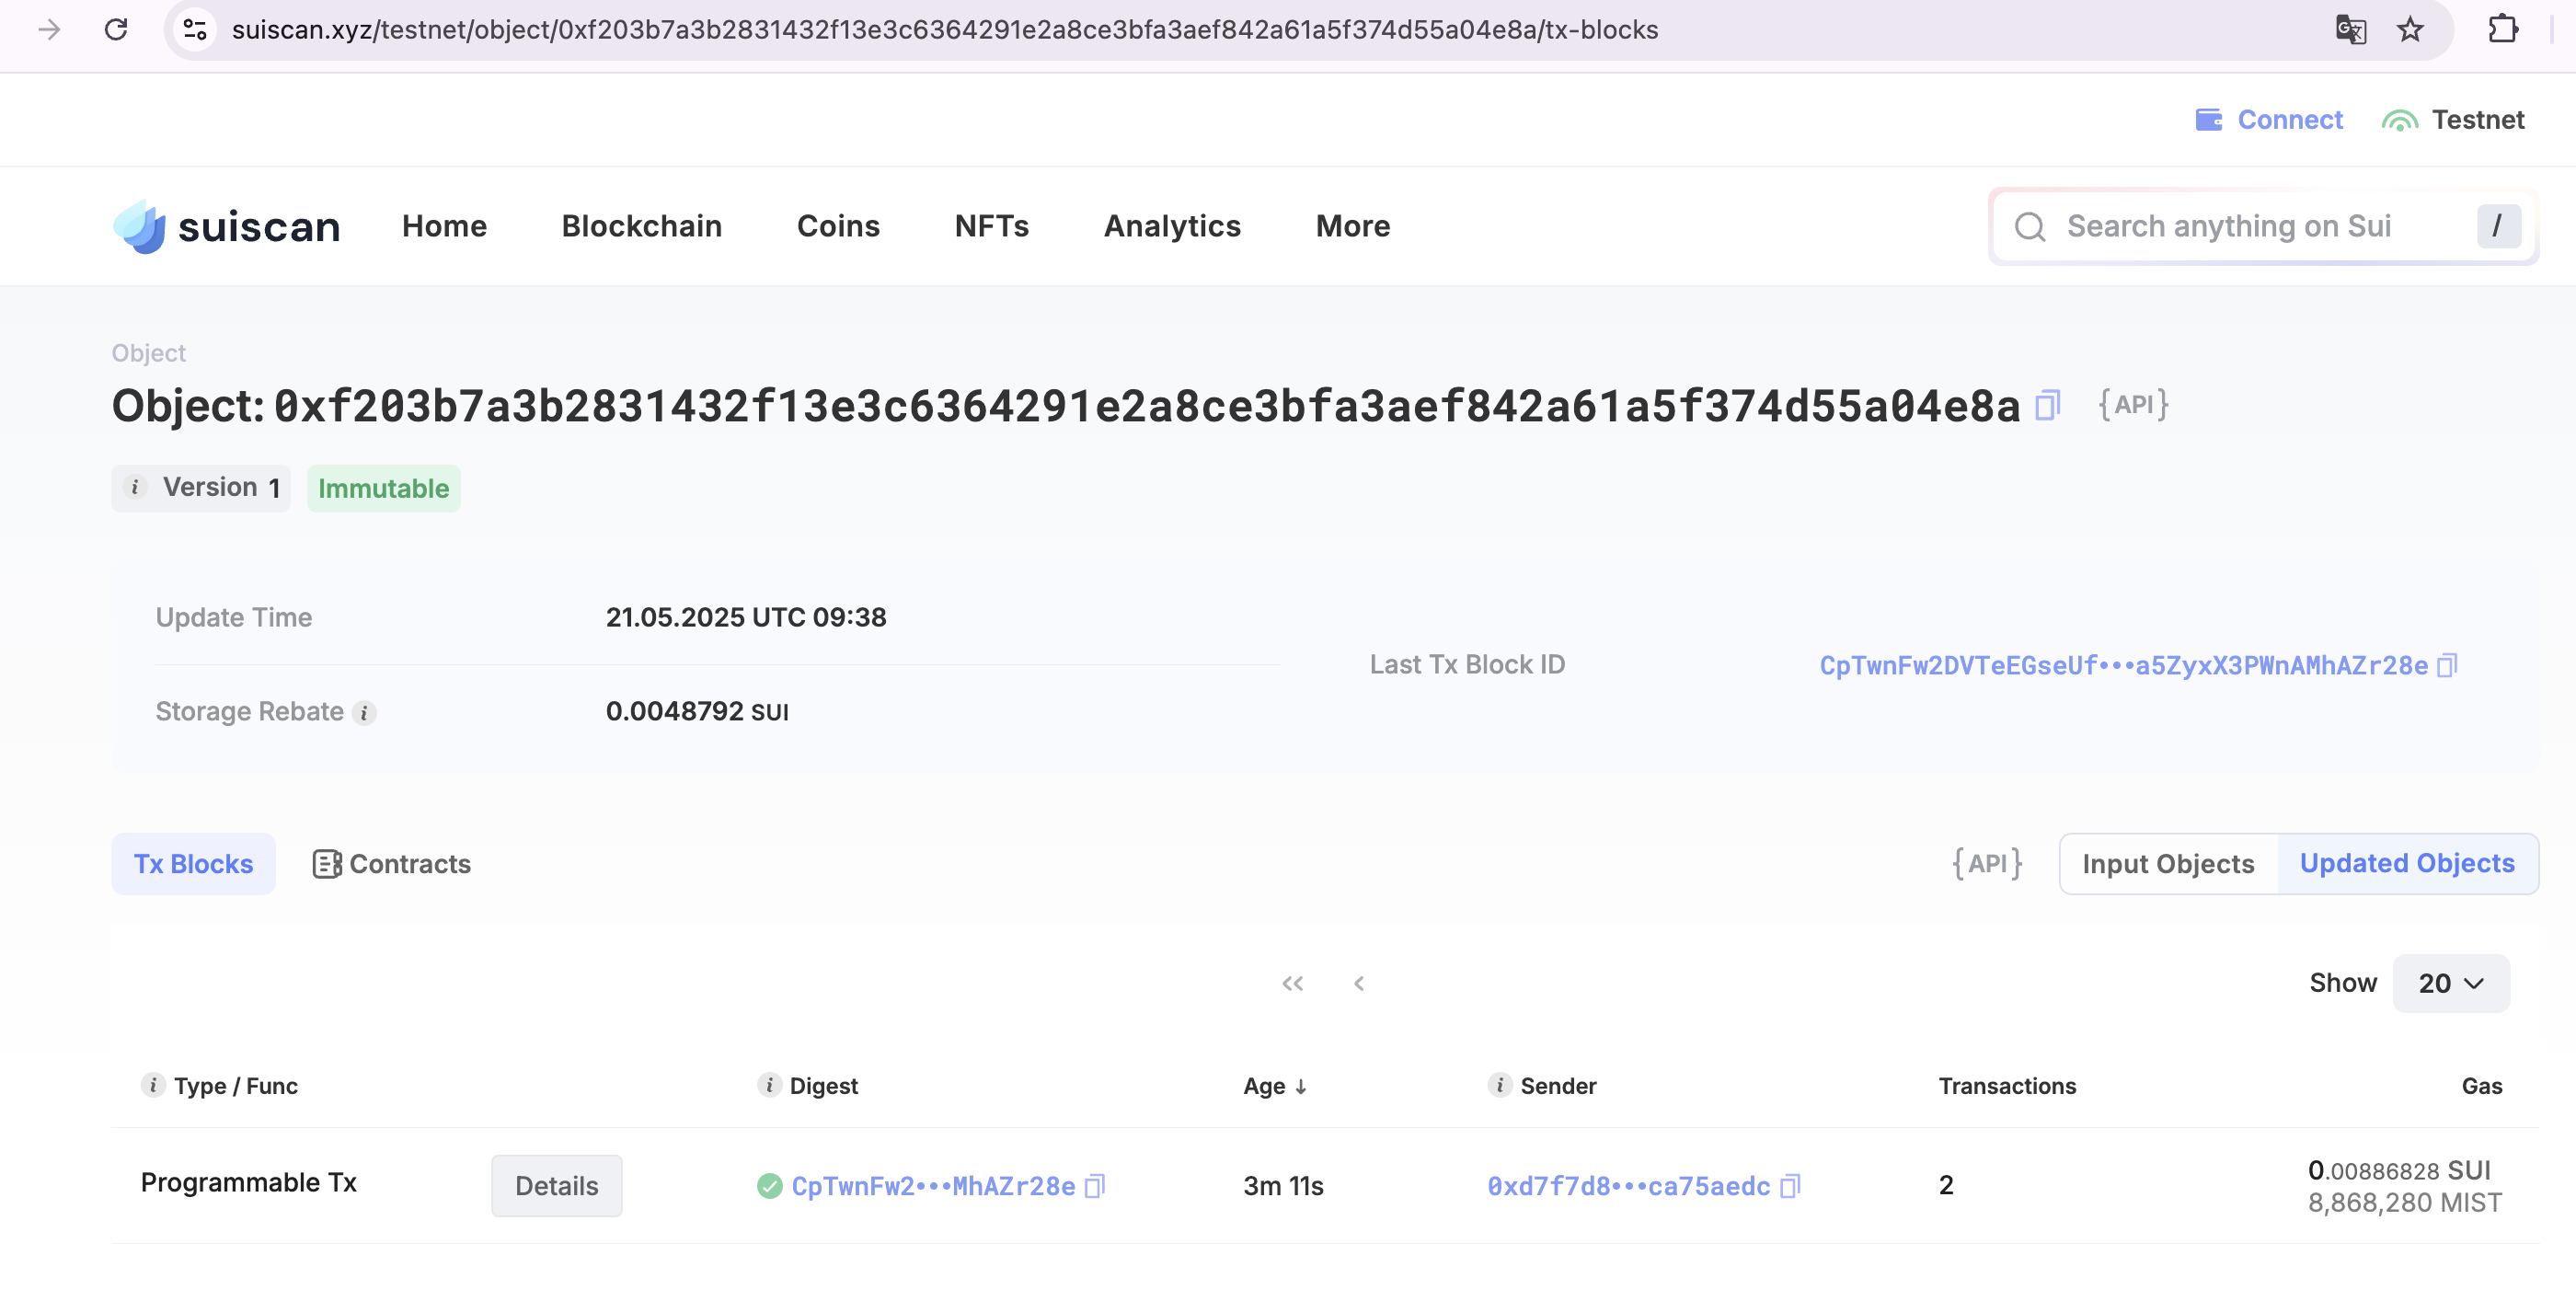 suiscan.xyz/testnet/object/0xf203b7a3b2831432f13e3c6364291e2a8ce3bfa3aef842a61a5f374d55a04e8a/tx-blocks
Connect Testnet
suiscan Home Blockchain Coins NFTs Analytics More Search anything on Sui /
Object
Object: 0xf203b7a3b2831432f13e3c6364291e2a8ce3bfa3aef842a61a5f374d55a04e8a {API}
i Version 1 Immutable
Update Time 21.05.2025 UTC 09:38
Last Tx Block ID CpTwnFw2DVTeEGseUf•••a5ZyxX3PWnAMhAZr28e
Storage Rebate i 0.0048792 SUI
Tx Blocks Contracts {API} Input Objects Updated Objects
Show 20
i Type / Func i Digest Age ↓ i Sender Transactions Gas
Programmable Tx Details CpTwnFw2•••MhAZr28e 3m 11s 0xd7f7d8•••ca75aedc 2 0.00886828 SUI
8,868,280 MIST